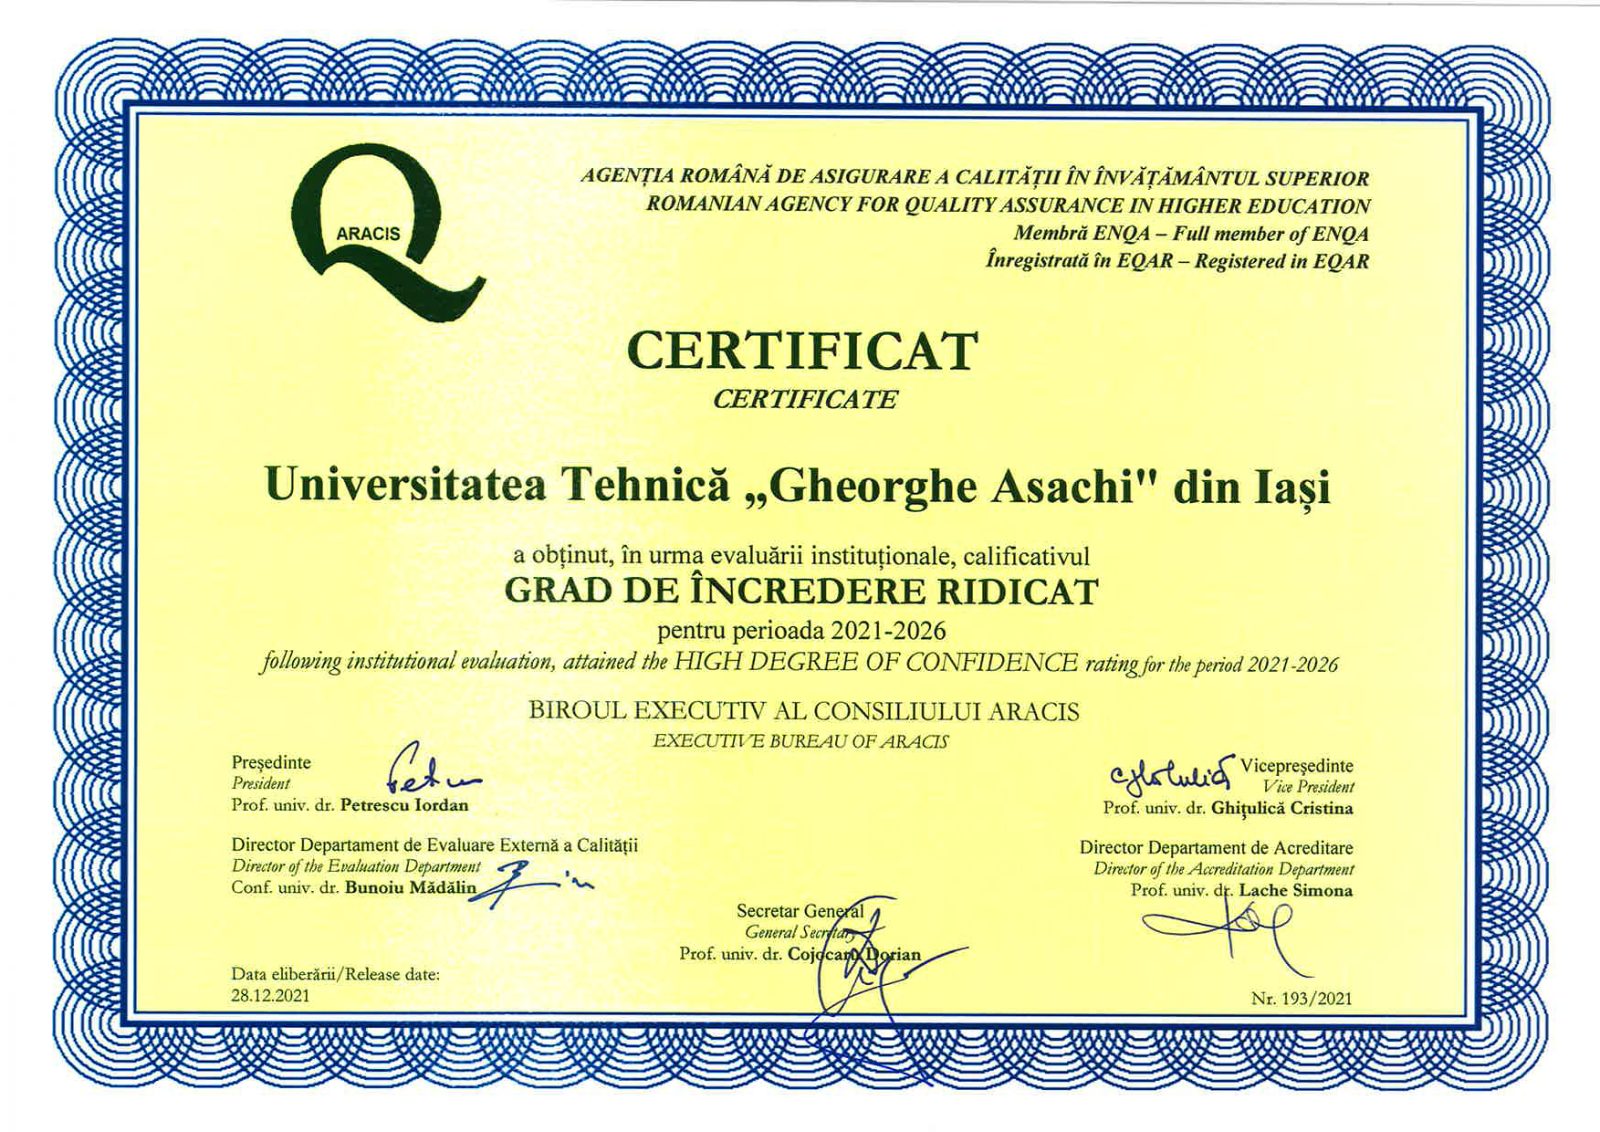 ARACIS
AGENȚIA ROMÂNĂ DE ASIGURARE A CALITĂȚII ÎN ÎNVĂȚĂMÂNTUL SUPERIOR
ROMANIAN AGENCY FOR QUALITY ASSURANCE IN HIGHER EDUCATION
Membră ENQA – Full member of ENQA
Înregistrată în EQAR – Registered in EQAR
CERTIFICAT
CERTIFICATE
Universitatea Tehnică „Gheorghe Asachi" din Iași
a obținut, în urma evaluării instituționale, calificativul
GRAD DE ÎNCREDERE RIDICAT
pentru perioada 2021-2026
following institutional evaluation, attained the HIGH DEGREE OF CONFIDENCE rating for the period 2021-2026
BIROUL EXECUTIV AL CONSILIULUI ARACIS
EXECUTIVE BUREAU OF ARACIS
Președinte
President
Prof. univ. dr. Petrescu Iordan
Vicepreședinte
Vice President
Prof. univ. dr. Ghițulică Cristina
Director Departament de Evaluare Externă a Calității
Director of the Evaluation Department
Conf. univ. dr. Bunoiu Mădălin
Director Departament de Acreditare
Director of the Accreditation Department
Prof. univ. dr. Lache Simona
Secretar General
General Secretary
Prof. univ. dr. Cojocaru Dorian
Data eliberării/Release date:
28.12.2021
Nr. 193/2021